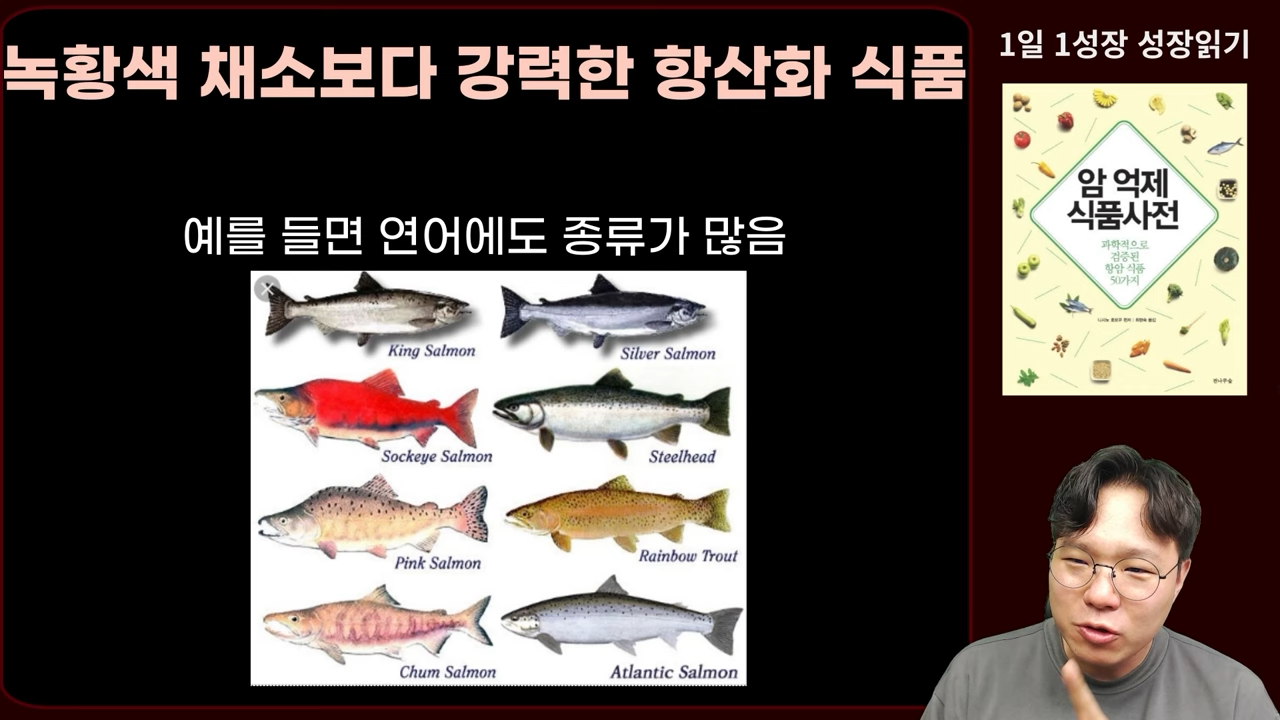 녹황색 채소보다 강력한 항산화 식품
1일 1성장 성장읽기
암 억제
식품사전
과학적으로
검증된
항암 식품
50가지
예를 들면 연어에도 종류가 많음
King Salmon
Silver Salmon
Sockeye Salmon
Steelhead
Pink Salmon
Rainbow Trout
Chum Salmon
Atlantic Salmon